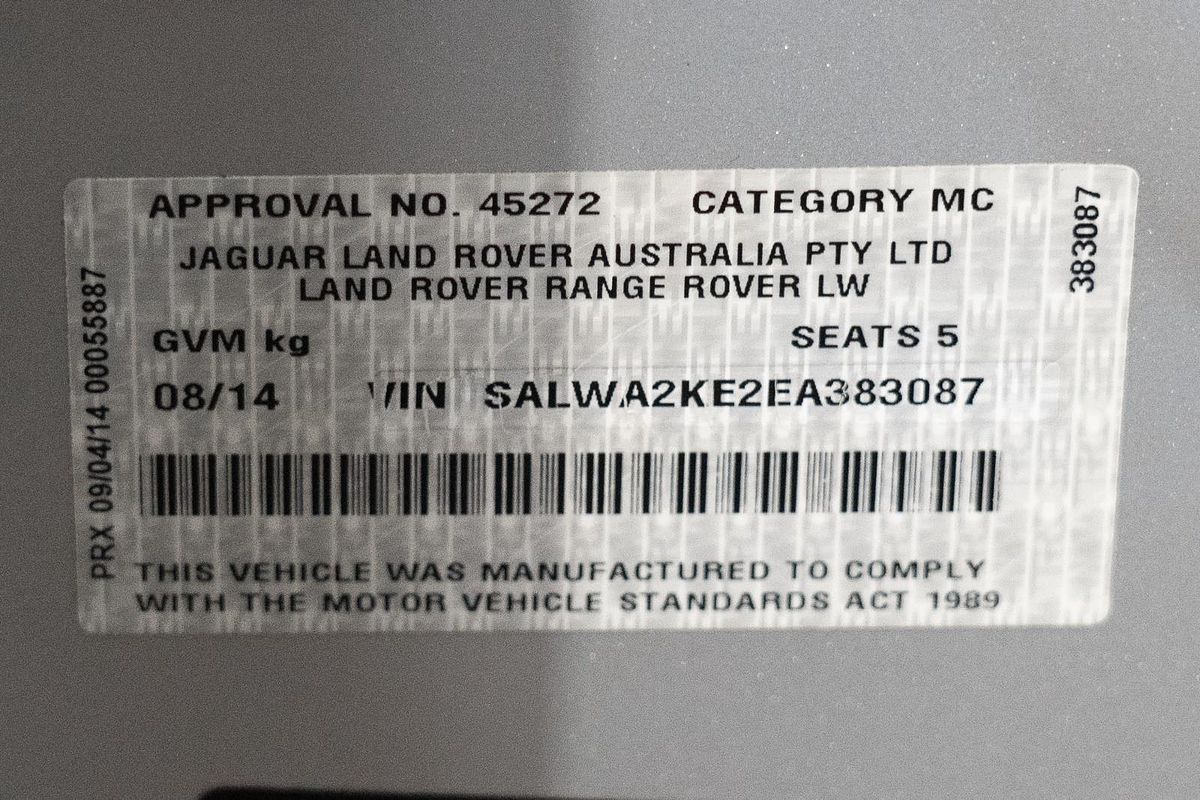 APPROVAL NO. 45272 CATEGORY MC
JAGUAR LAND ROVER AUSTRALIA PTY LTD
LAND ROVER RANGE ROVER LW
GVM kg SEATS 5
08/14 VIN SALWA2KE2EA383087
THIS VEHICLE WAS MANUFACTURED TO COMPLY
WITH THE MOTOR VEHICLE STANDARDS ACT 1989
PRX 09/04/14 00055887
383087